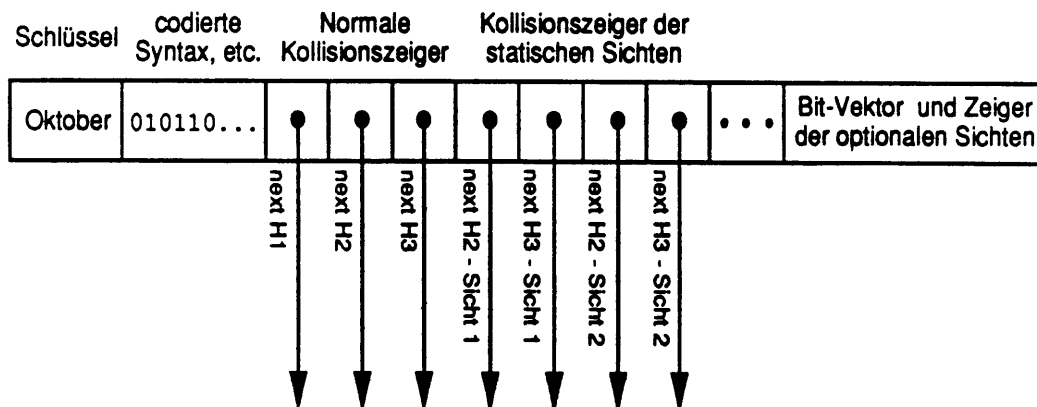 Schlüssel
codierte
Syntax, etc.
Normale
Kollisionszeiger
Kollisionszeiger der
statischen Sichten
Oktober
010110...
• • •
Bit-Vektor und Zeiger
der optionalen Sichten
next H1
next H2
next H3
next H2 - Sicht 1
next H3 - Sicht 1
next H2 - Sicht 2
next H3 - Sicht 2